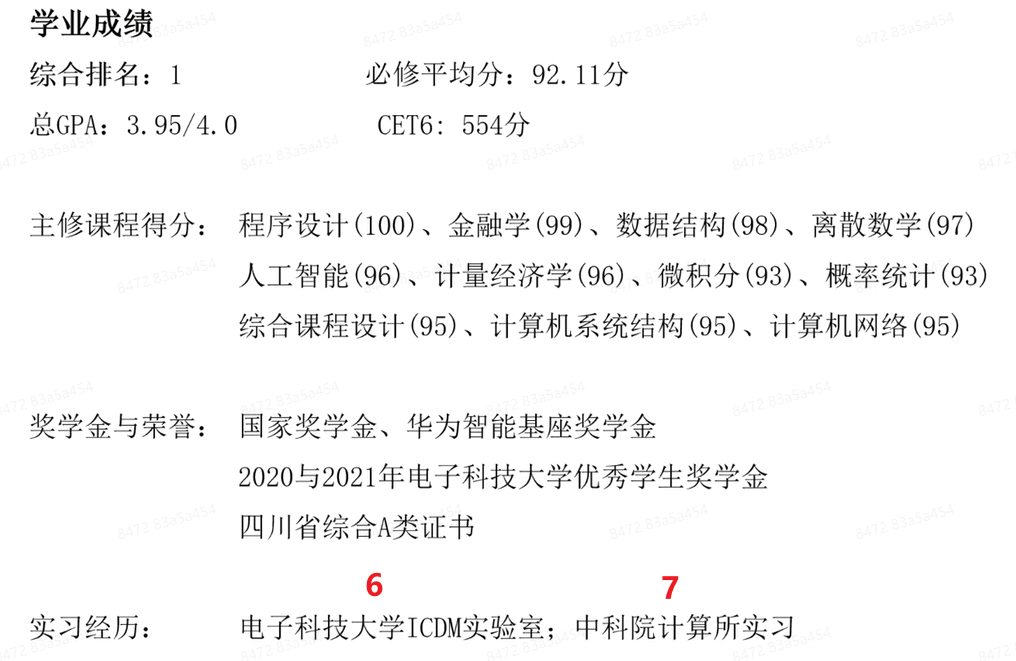 学业成绩
综合排名：1 必修平均分：92.11分
总GPA：3.95/4.0 CET6: 554分
主修课程得分： 程序设计(100)、金融学(99)、数据结构(98)、离散数学(97)
人工智能(96)、计量经济学(96)、微积分(93)、概率统计(93)
综合课程设计(95)、计算机系统结构(95)、计算机网络(95)
奖学金与荣誉： 国家奖学金、华为智能基座奖学金
2020与2021年电子科技大学优秀学生奖学金
四川省综合A类证书
6 7
实习经历： 电子科技大学ICDM实验室；中科院计算所实习
8472 83a5a454